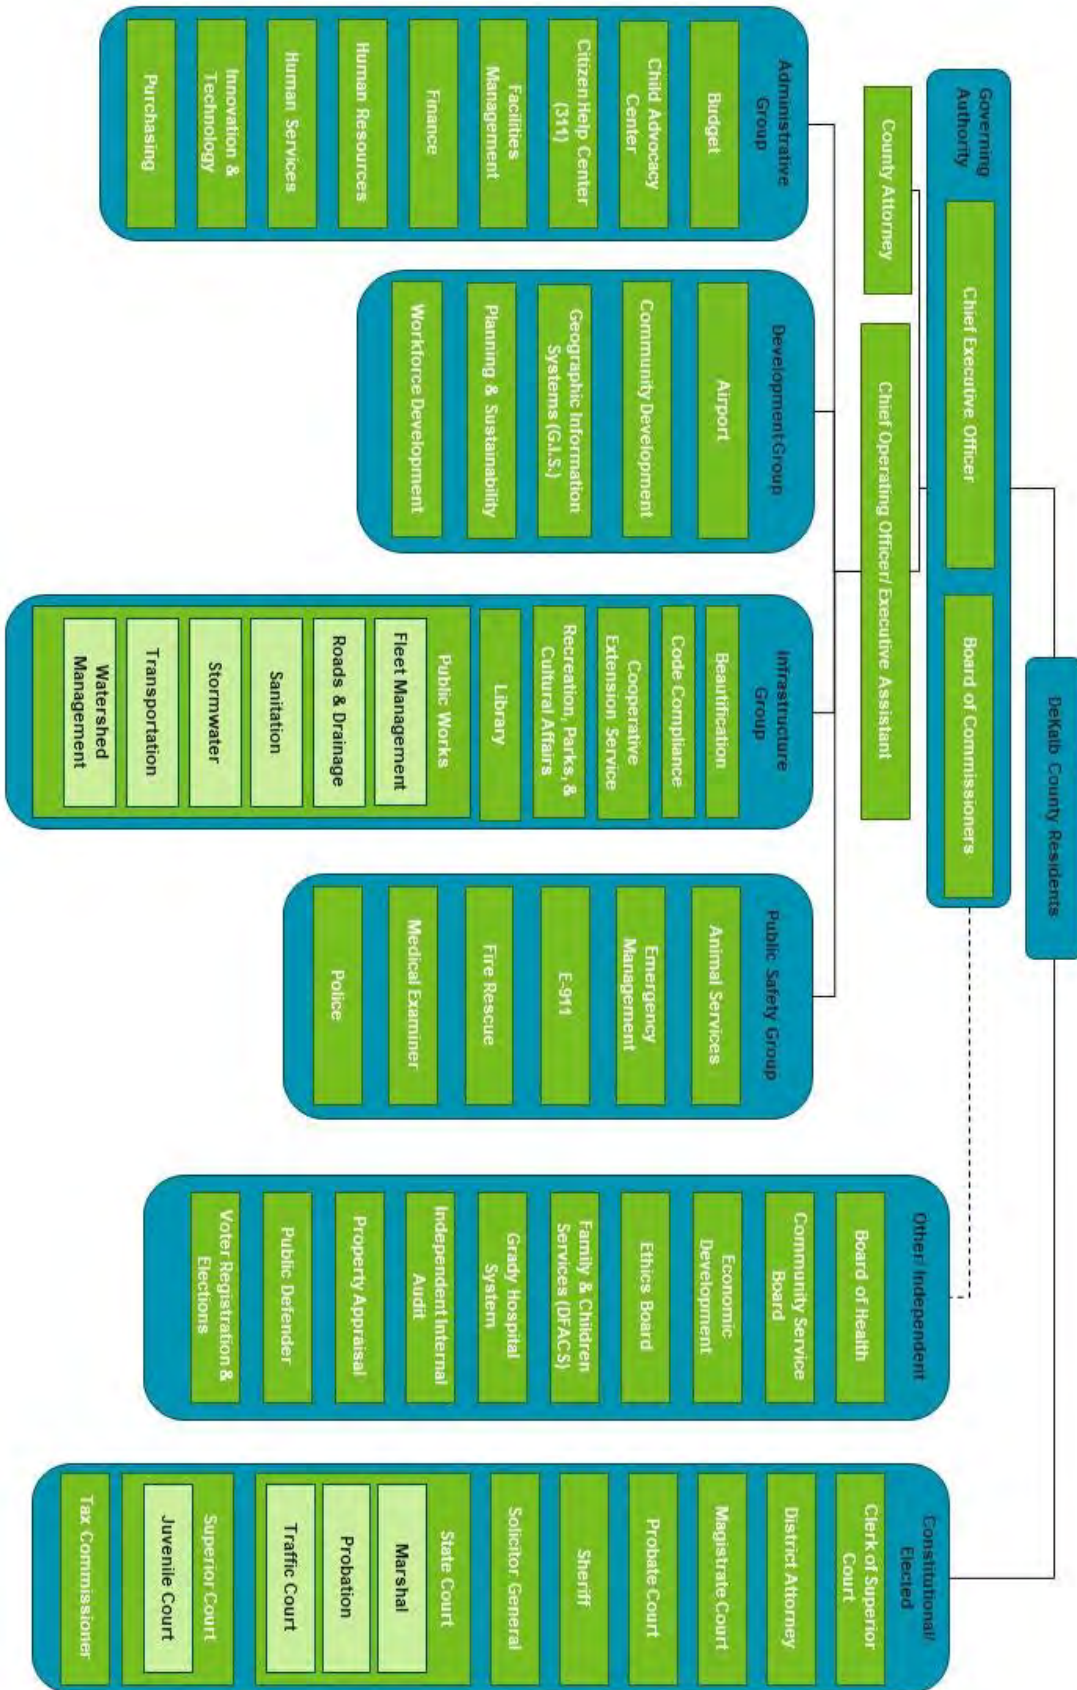 DeKalb County Residents
Governing
Authority
Chief Executive Officer
Board of Commissioners
County Attorney
Chief Operating Officer/ Executive Assistant
Administrative
Group
Budget
Child Advocacy
Center
Citizen Help Center
(311)
Facilities
Management
Finance
Human Resources
Human Services
Innovation &
Technology
Purchasing
Development Group
Airport
Community Development
Geographic Information
Systems (G.I.S.)
Planning & Sustainability
Workforce Development
Infrastructure
Group
Beautification
Code Compliance
Cooperative
Extension Service
Recreation, Parks, &
Cultural Affairs
Library
Public Works
Fleet Management
Roads & Drainage
Sanitation
Stormwater
Transportation
Watershed
Management
Public Safety Group
Animal Services
Emergency
Management
E-911
Fire Rescue
Medical Examiner
Police
Other/ Independent
Board of Health
Community Service
Board
Economic
Development
Ethics Board
Family & Children
Services (DFACS)
Grady Hospital
System
Independent Internal
Audit
Property Appraisal
Public Defender
Voter Registration &
Elections
Constitutional/
Elected
Clerk of Superior
Court
District Attorney
Magistrate Court
Probate Court
Sheriff
Solicitor General
State Court
Marshal
Probation
Traffic Court
Superior Court
Juvenile Court
Tax Commissioner